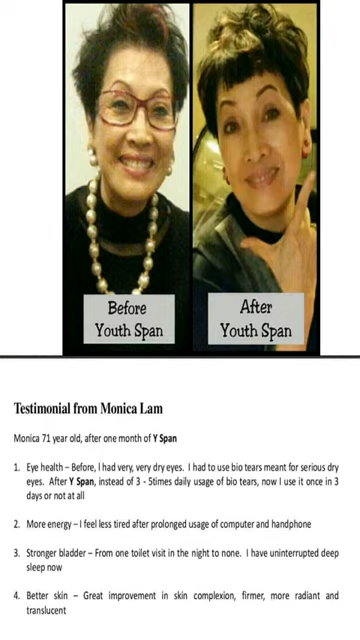 Before
Youth Span
After
Youth Span
Testimonial from Monica Lam
Monica 71 year old, after one month of Y Span
1. Eye health – Before, I had very, very dry eyes. I had to use bio tears meant for serious dry
eyes. After Y Span, instead of 3 - 5times daily usage of bio tears, now I use it once in 3
days or not at all
2. More energy – I feel less tired after prolonged usage of computer and handphone
3. Stronger bladder – From one toilet visit in the night to none. I have uninterrupted deep
sleep now
4. Better skin – Great improvement in skin complexion, firmer, more radiant and
translucent